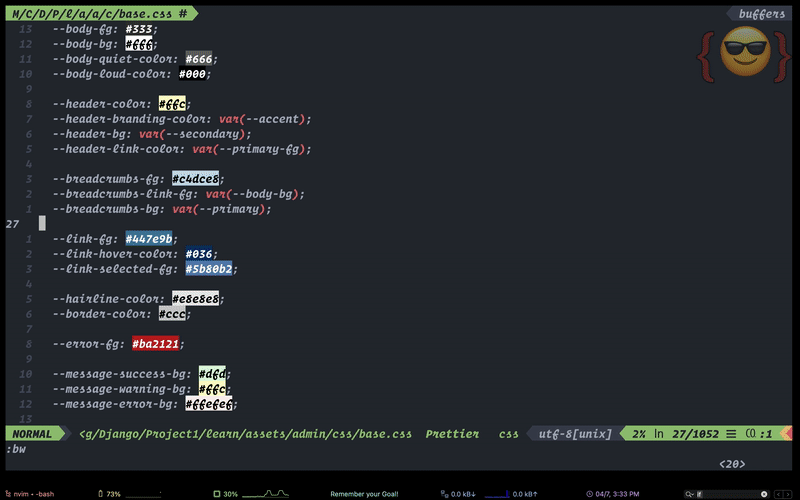 M/C/D/P/l/a/a/c/base.css #
buffers
13 --body-fg: #333;
12 --body-bg: #fff;
11 --body-quiet-color: #666;
10 --body-loud-color: #000;
9
8 --header-color: #ffc;
7 --header-branding-color: var(--accent);
6 --header-bg: var(--secondary);
5 --header-link-color: var(--primary-fg);
4
3 --breadcrumbs-fg: #c4dce8;
2 --breadcrumbs-link-fg: var(--body-bg);
1 --breadcrumbs-bg: var(--primary);
27
1 --link-fg: #447e9b;
2 --link-hover-color: #036;
3 --link-selected-fg: #5b80b2;
4
5 --hairline-color: #e8e8e8;
6 --border-color: #ccc;
7
8 --error-fg: #ba2121;
9
10 --message-success-bg: #dfd;
11 --message-warning-bg: #ffc;
12 --message-error-bg: #ffefef;
13
NORMAL <g/Django/Project1/learn/assets/admin/css/base.css Prettier css utf-8[unix] 2% ln 27/1052 ☰ :1
:bw
<20>
nvim • -bash 73% 30% Remember your Goal! 0.0 kB↓ 0.0 kB↑ 04/7, 3:33 PM